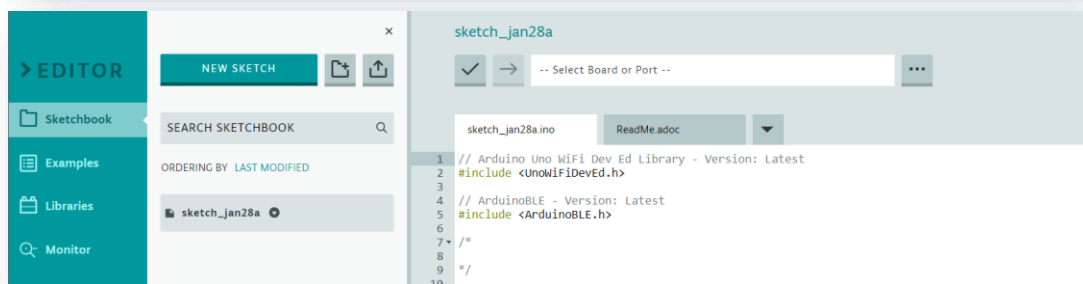 ×
>EDITOR
Sketchbook
Examples
Libraries
Monitor
NEW SKETCH
SEARCH SKETCHBOOK
ORDERING BY LAST MODIFIED
sketch_jan28a
sketch_jan28a
-- Select Board or Port --
•••
sketch_jan28a.ino
ReadMe.adoc
1 // Arduino Uno WiFi Dev Ed Library - Version: Latest
2 #include <UnoWiFiDevEd.h>
3
4 // ArduinoBLE - Version: Latest
5 #include <ArduinoBLE.h>
6
7 /*
8
9 */
10